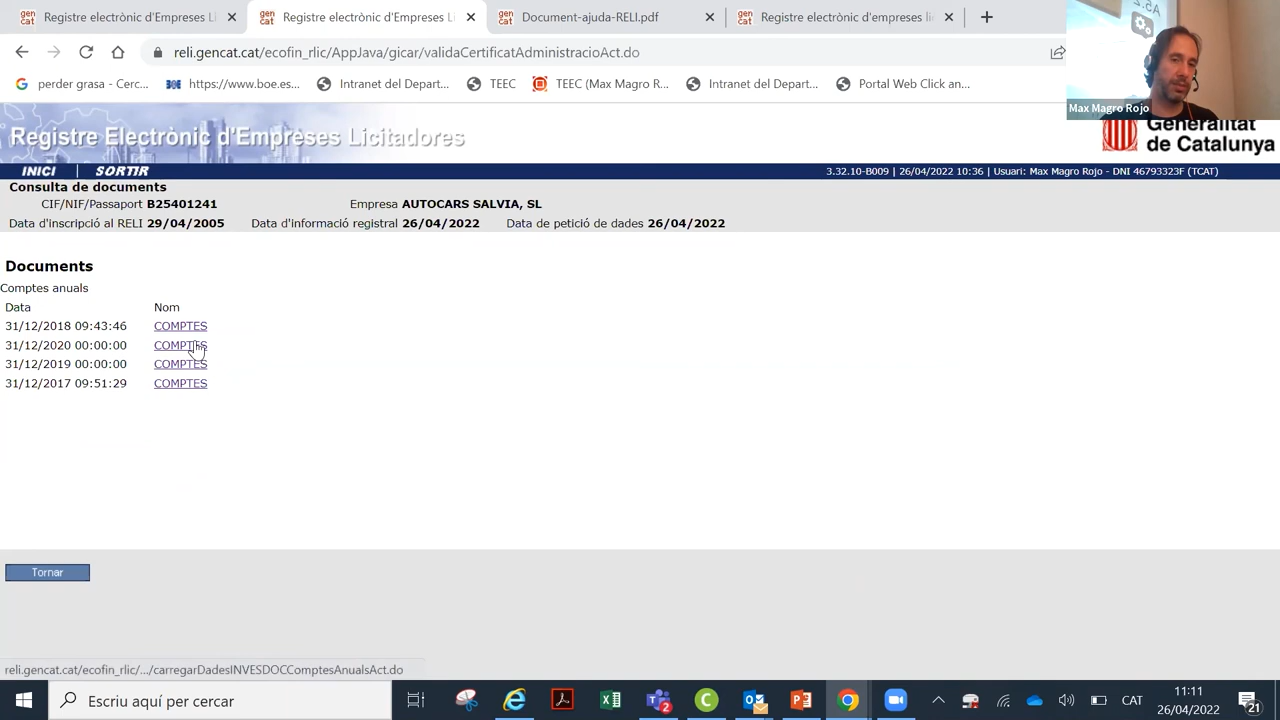 Registre electrònic d'Empreses Li
Registre electrònic d'Empreses Li
Document-ajuda-RELI.pdf
Registre electrònic d'empreses li
reli.gencat.cat/ecofin_rlic/AppJava/gicar/validaCertificatAdministracioAct.do
perder grasa - Cerc...
https://www.boe.es...
Intranet del Depart...
TEEC
TEEC (Max Magro R...
Intranet del Depart...
Portal Web Click an...
Max Magro Rojo
Registre Electrònic d'Empreses Licitadores
Generalitat
de Catalunya
INICI | SORTIR
3.32.10-B009 | 26/04/2022 10:36 | Usuari: Max Magro Rojo - DNI 46793323F (TCAT)
Consulta de documents
CIF/NIF/Passaport B25401241 Empresa AUTOCARS SALVIA, SL
Data d'inscripció al RELI 29/04/2005 Data d'informació registral 26/04/2022 Data de petició de dades 26/04/2022
Documents
Comptes anuals
Data Nom
31/12/2018 09:43:46 COMPTES
31/12/2020 00:00:00 COMPTES
31/12/2019 00:00:00 COMPTES
31/12/2017 09:51:29 COMPTES
Tornar
reli.gencat.cat/ecofin_rlic/.../carregarDadesINVESDOCComptesAnualsAct.do
Escriu aquí per cercar
CAT
11:11
26/04/2022
21